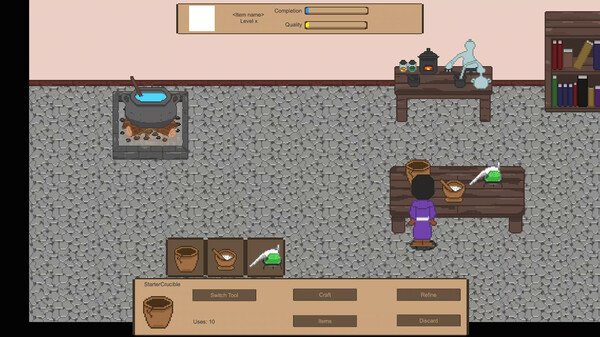 Completion
<Item name>
Level x
Quality
StarterCrucible
Switch Tool
Craft
Refine
Uses: 10
Items
Discard